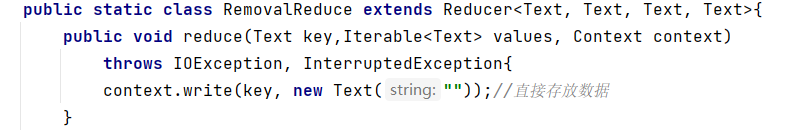 public static class RemovalReduce extends Reducer<Text, Text, Text, Text>{
public void reduce(Text key,Iterable<Text> values, Context context)
throws IOException, InterruptedException{
context.write(key, new Text( string: ""));//直接存放数据
}